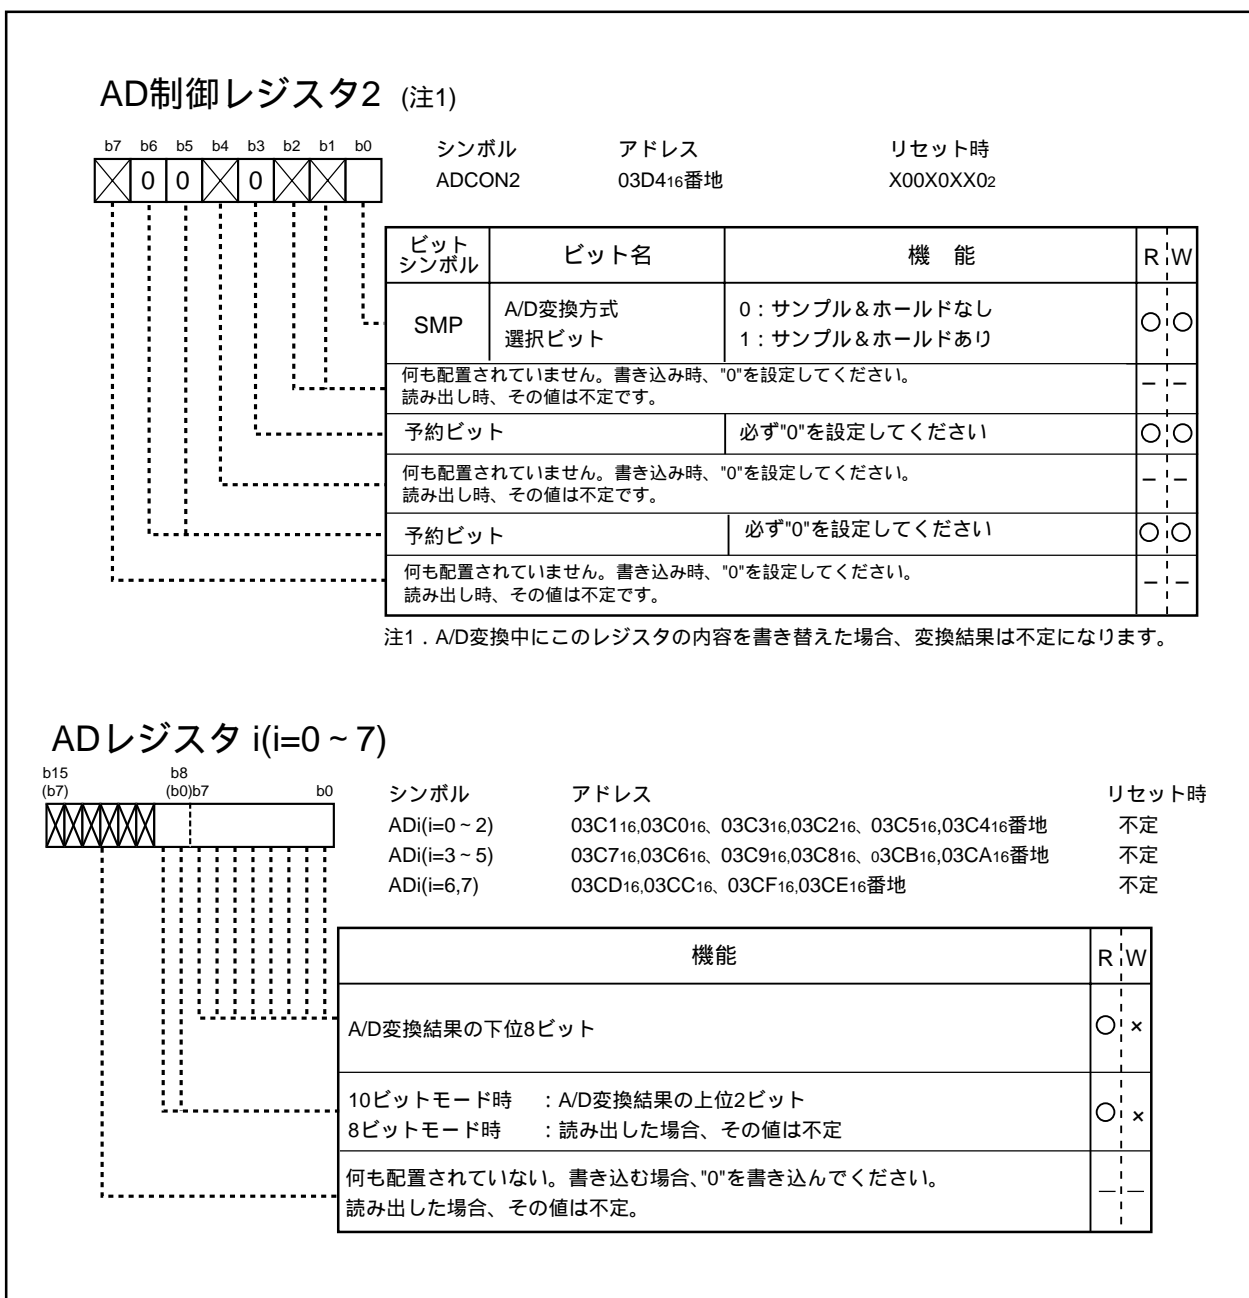 AD制御レジスタ2 (注1)
b7 b6 b5 b4 b3 b2 b1 b0
0 0 0
シンボル アドレス リセット時
ADCON2 03D416番地 X00X0XX02
ビット
シンボル ビット名 機 能 R W
SMP A/D変換方式
選択ビット
0：サンプル＆ホールドなし
1：サンプル＆ホールドあり
○ ○
何も配置されていません。書き込み時、"0"を設定してください。
読み出し時、その値は不定です。
－ －
予約ビット 必ず"0"を設定してください ○ ○
何も配置されていません。書き込み時、"0"を設定してください。
読み出し時、その値は不定です。
－ －
予約ビット 必ず"0"を設定してください ○ ○
何も配置されていません。書き込み時、"0"を設定してください。
読み出し時、その値は不定です。
－ －
注1．A/D変換中にこのレジスタの内容を書き替えた場合、変換結果は不定になります。
ADレジスタ i(i=0～7)
b15 b8
(b7) (b0)b7 b0
シンボル アドレス リセット時
ADi(i=0～2) 03C116,03C016、03C316,03C216、03C516,03C416番地 不定
ADi(i=3～5) 03C716,03C616、03C916,03C816、03CB16,03CA16番地 不定
ADi(i=6,7) 03CD16,03CC16、03CF16,03CE16番地 不定
機能 R W
A/D変換結果の下位8ビット ○ ×
10ビットモード時 ：A/D変換結果の上位2ビット
8ビットモード時 ：読み出した場合、その値は不定
○ ×
何も配置されていない。書き込む場合、"0"を書き込んでください。
読み出した場合、その値は不定。
－ －